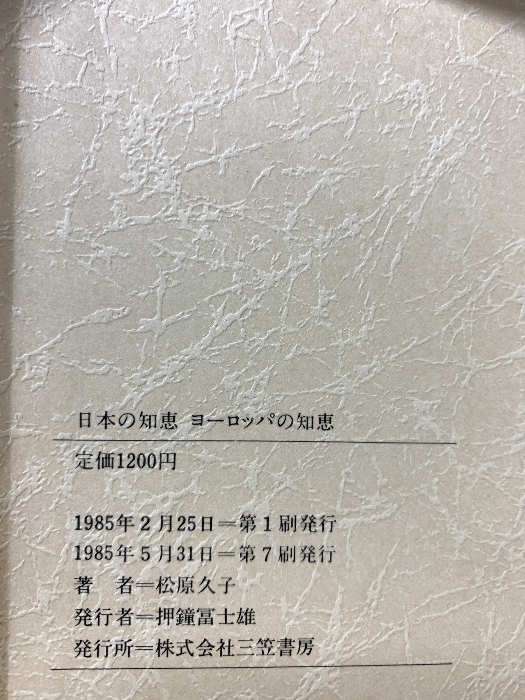 日本の知恵 ヨーロッパの知恵
定価1200円
1985年2月25日＝第1刷発行
1985年5月31日＝第7刷発行
著　者＝松原久子
発行者＝押鐘冨士雄
発行所＝株式会社三笠書房